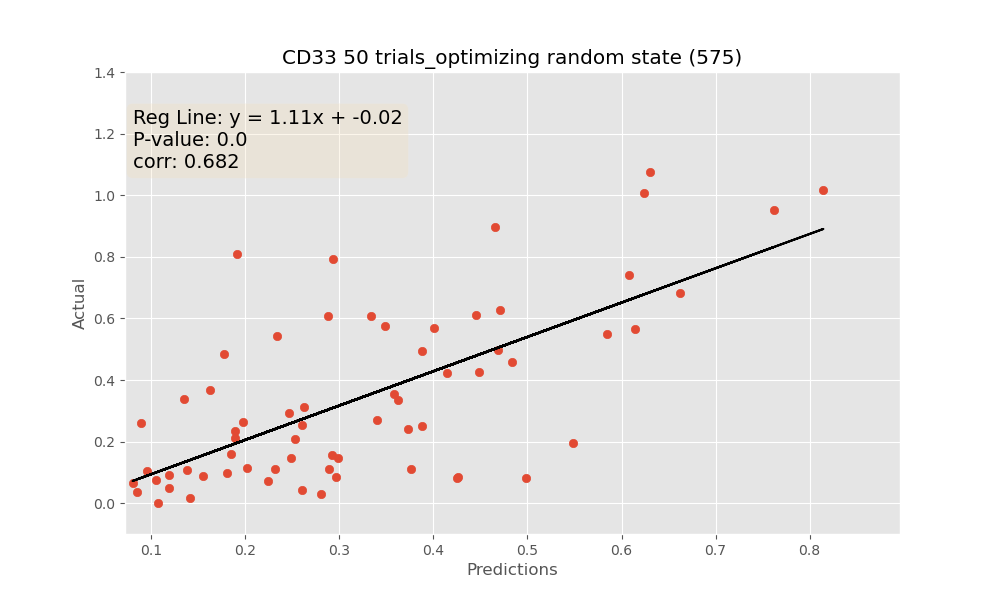 CD33 50 trials_optimizing random state (575)
1.4
1.2
1.0
0.8
0.6
0.4
0.2
0.0
Reg Line: y = 1.11x + -0.02
P-value: 0.0
corr: 0.682
Actual
0.1 0.2 0.3 0.4 0.5 0.6 0.7 0.8
Predictions